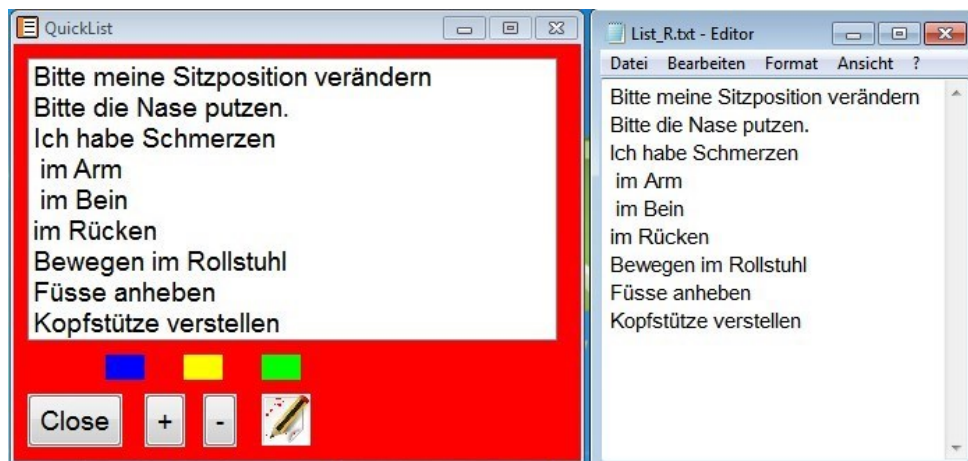 QuickList
Bitte meine Sitzposition verändern
Bitte die Nase putzen.
Ich habe Schmerzen
im Arm
im Bein
im Rücken
Bewegen im Rollstuhl
Füsse anheben
Kopfstütze verstellen
Close + -
List_R.txt - Editor
Datei Bearbeiten Format Ansicht ?
Bitte meine Sitzposition verändern
Bitte die Nase putzen.
Ich habe Schmerzen
im Arm
im Bein
im Rücken
Bewegen im Rollstuhl
Füsse anheben
Kopfstütze verstellen